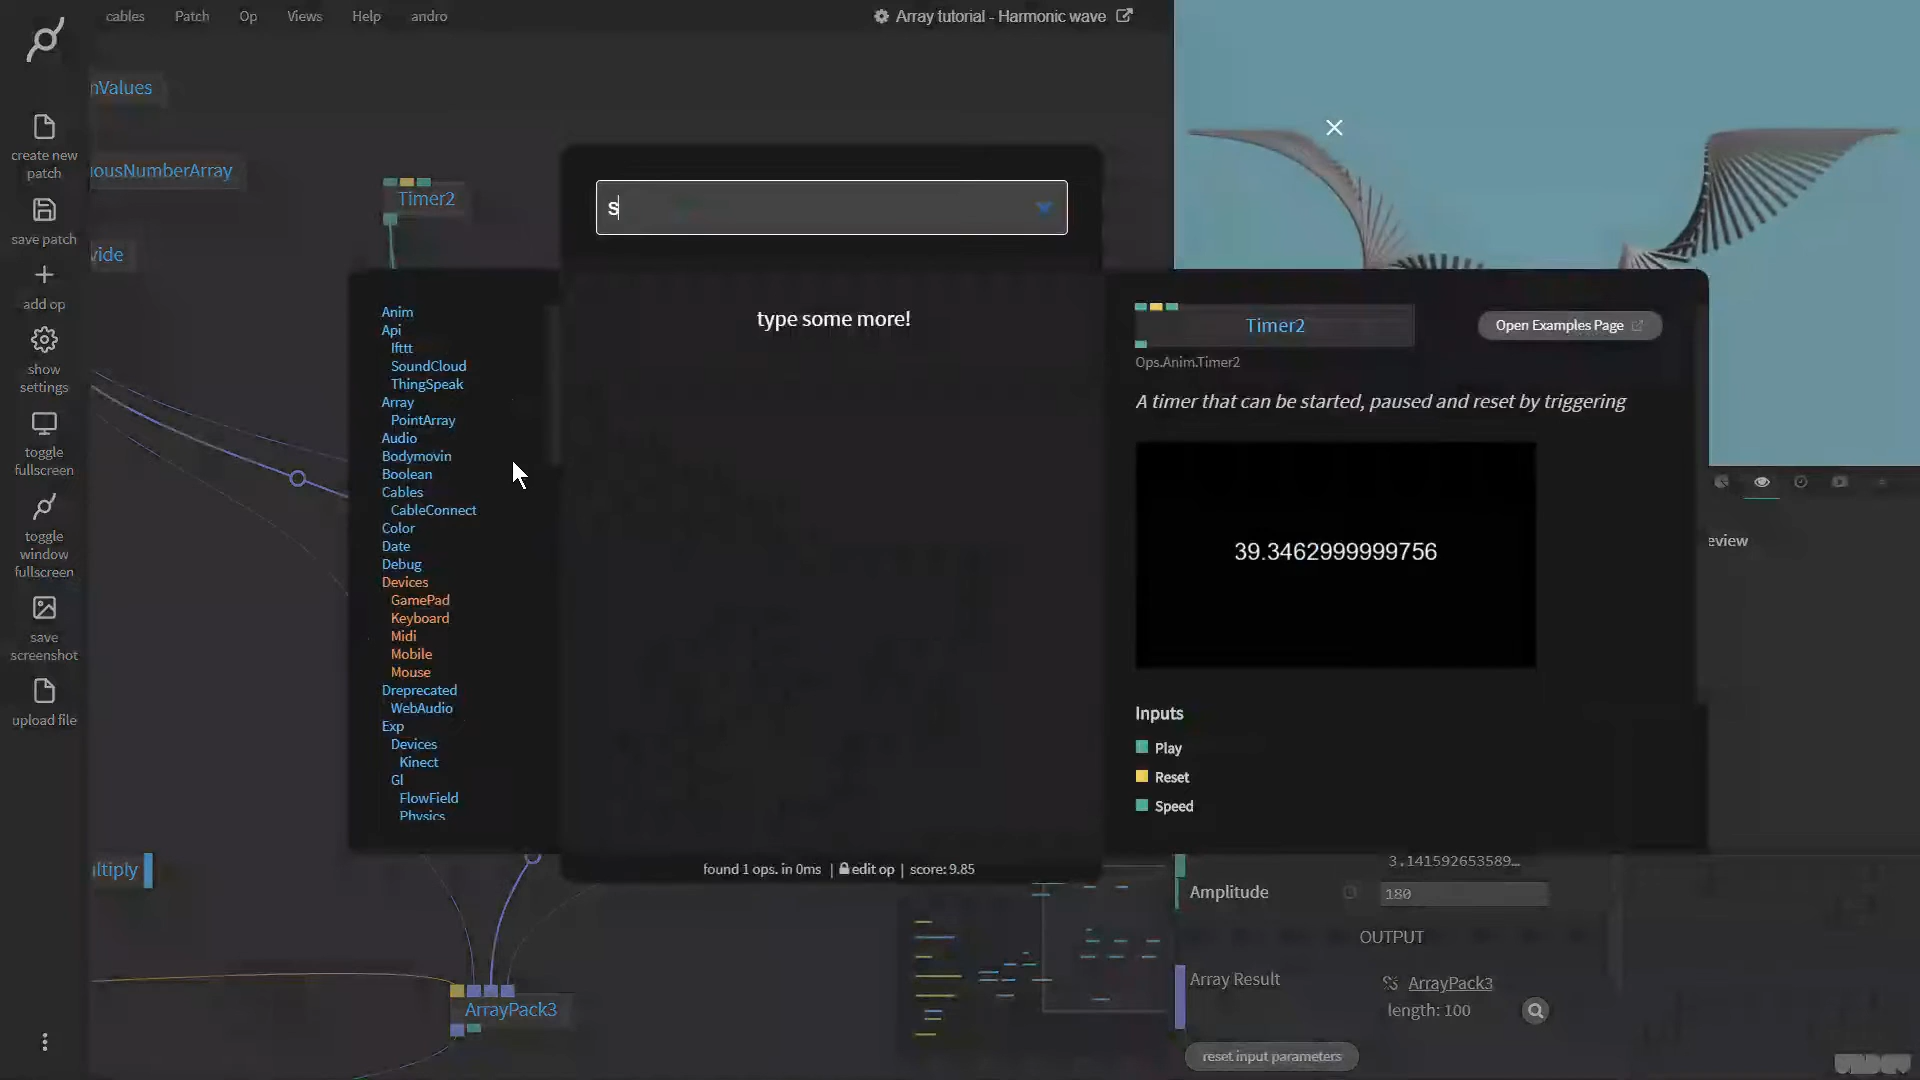 cables
Patch
Op
Views
Help
andro
Array tutorial - Harmonic wave
create new
patch
save patch
add op
show
settings
toggle
fullscreen
toggle
window
fullscreen
save
screenshot
upload file
nValues
uousNumberArray
vide
Timer2
s
type some more!
Anim
Api
Ifttt
SoundCloud
ThingSpeak
Array
PointArray
Audio
Bodymovin
Boolean
Cables
CableConnect
Color
Date
Debug
Devices
GamePad
Keyboard
Midi
Mobile
Mouse
Dreprecated
WebAudio
Exp
Devices
Kinect
Gl
FlowField
Physics
found 1 ops. in 0ms | edit op | score: 9.85
Timer2
Open Examples Page
Ops.Anim.Timer2
A timer that can be started, paused and reset by triggering
39.3462999999756
Inputs
Play
Reset
Speed
eview
ultiply
ArrayPack3
3.141592653589...
Amplitude
180
OUTPUT
Array Result
ArrayPack3
length: 100
reset input parameters